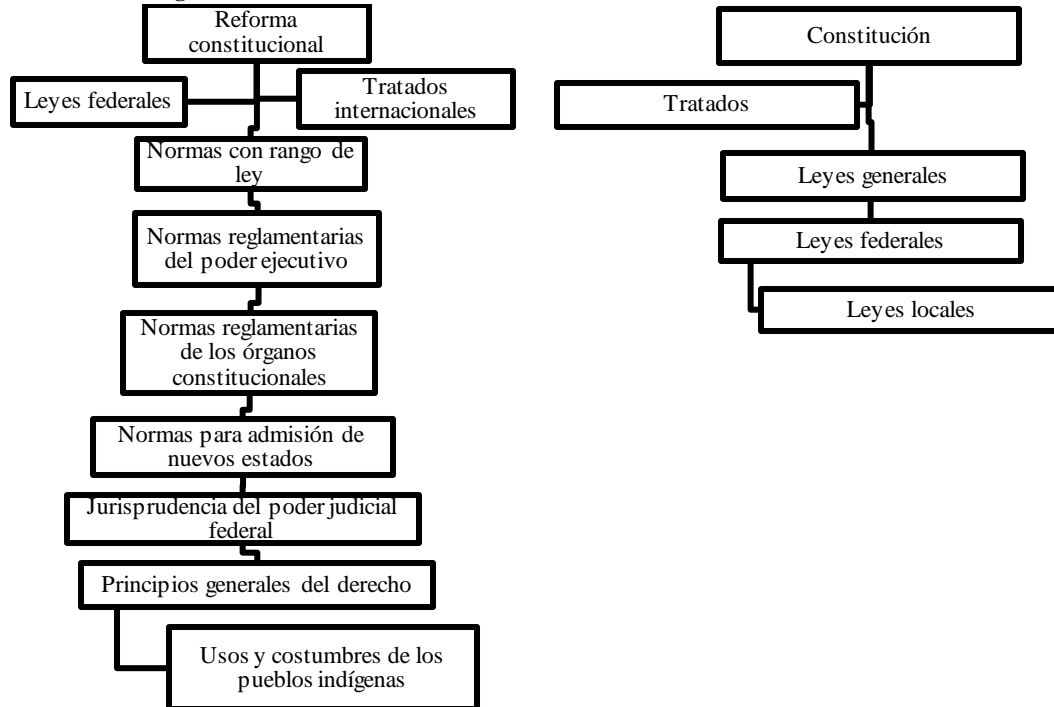 Reforma
constitucional
Leyes federales
Tratados
internacionales
Normas con rango de
ley
Normas reglamentarias
del poder ejecutivo
Normas reglamentarias
de los órganos
constitucionales
Normas para admisión de
nuevos estados
Jurisprudencia del poder judicial
federal
Principios generales del derecho
Usos y costumbres de los
pueblos indígenas
Constitución
Tratados
Leyes generales
Leyes federales
Leyes locales